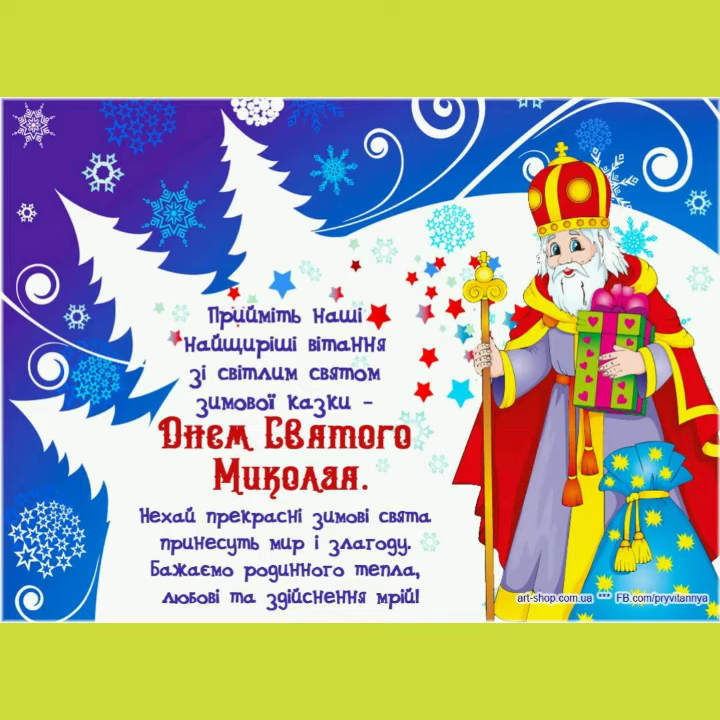 Прийміть наші
найщиріші вітання
зі світлим святом
зимової казки –
Днем Святого
Миколая.
Нехай прекрасні зимові свята
принесуть мир і злагоду.
Бажаємо родинного тепла,
любові та здійснення мрій!
art-shop.com.ua *** FB.com/pryvitannya